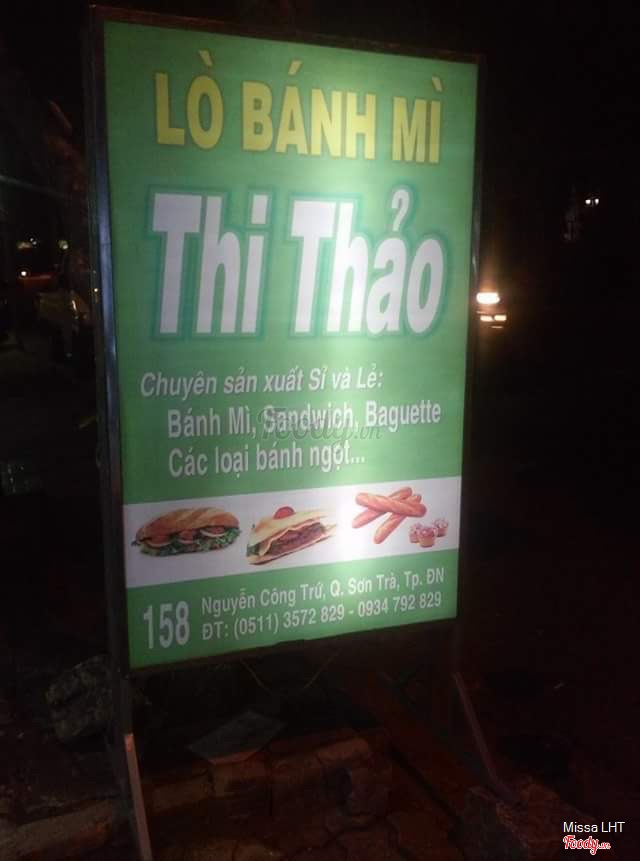 LÒ BÁNH MÌ
Thi Thảo
Chuyên sản xuất Sỉ và Lẻ:
Bánh Mì, Sandwich, Baguette
Foody.vn
Các loại bánh ngọt...
158 Nguyễn Công Trứ, Q. Sơn Trà, Tp. ĐN
ĐT: (0511) 3572 829 - 0934 792 829
Missa LHT
Foody.vn